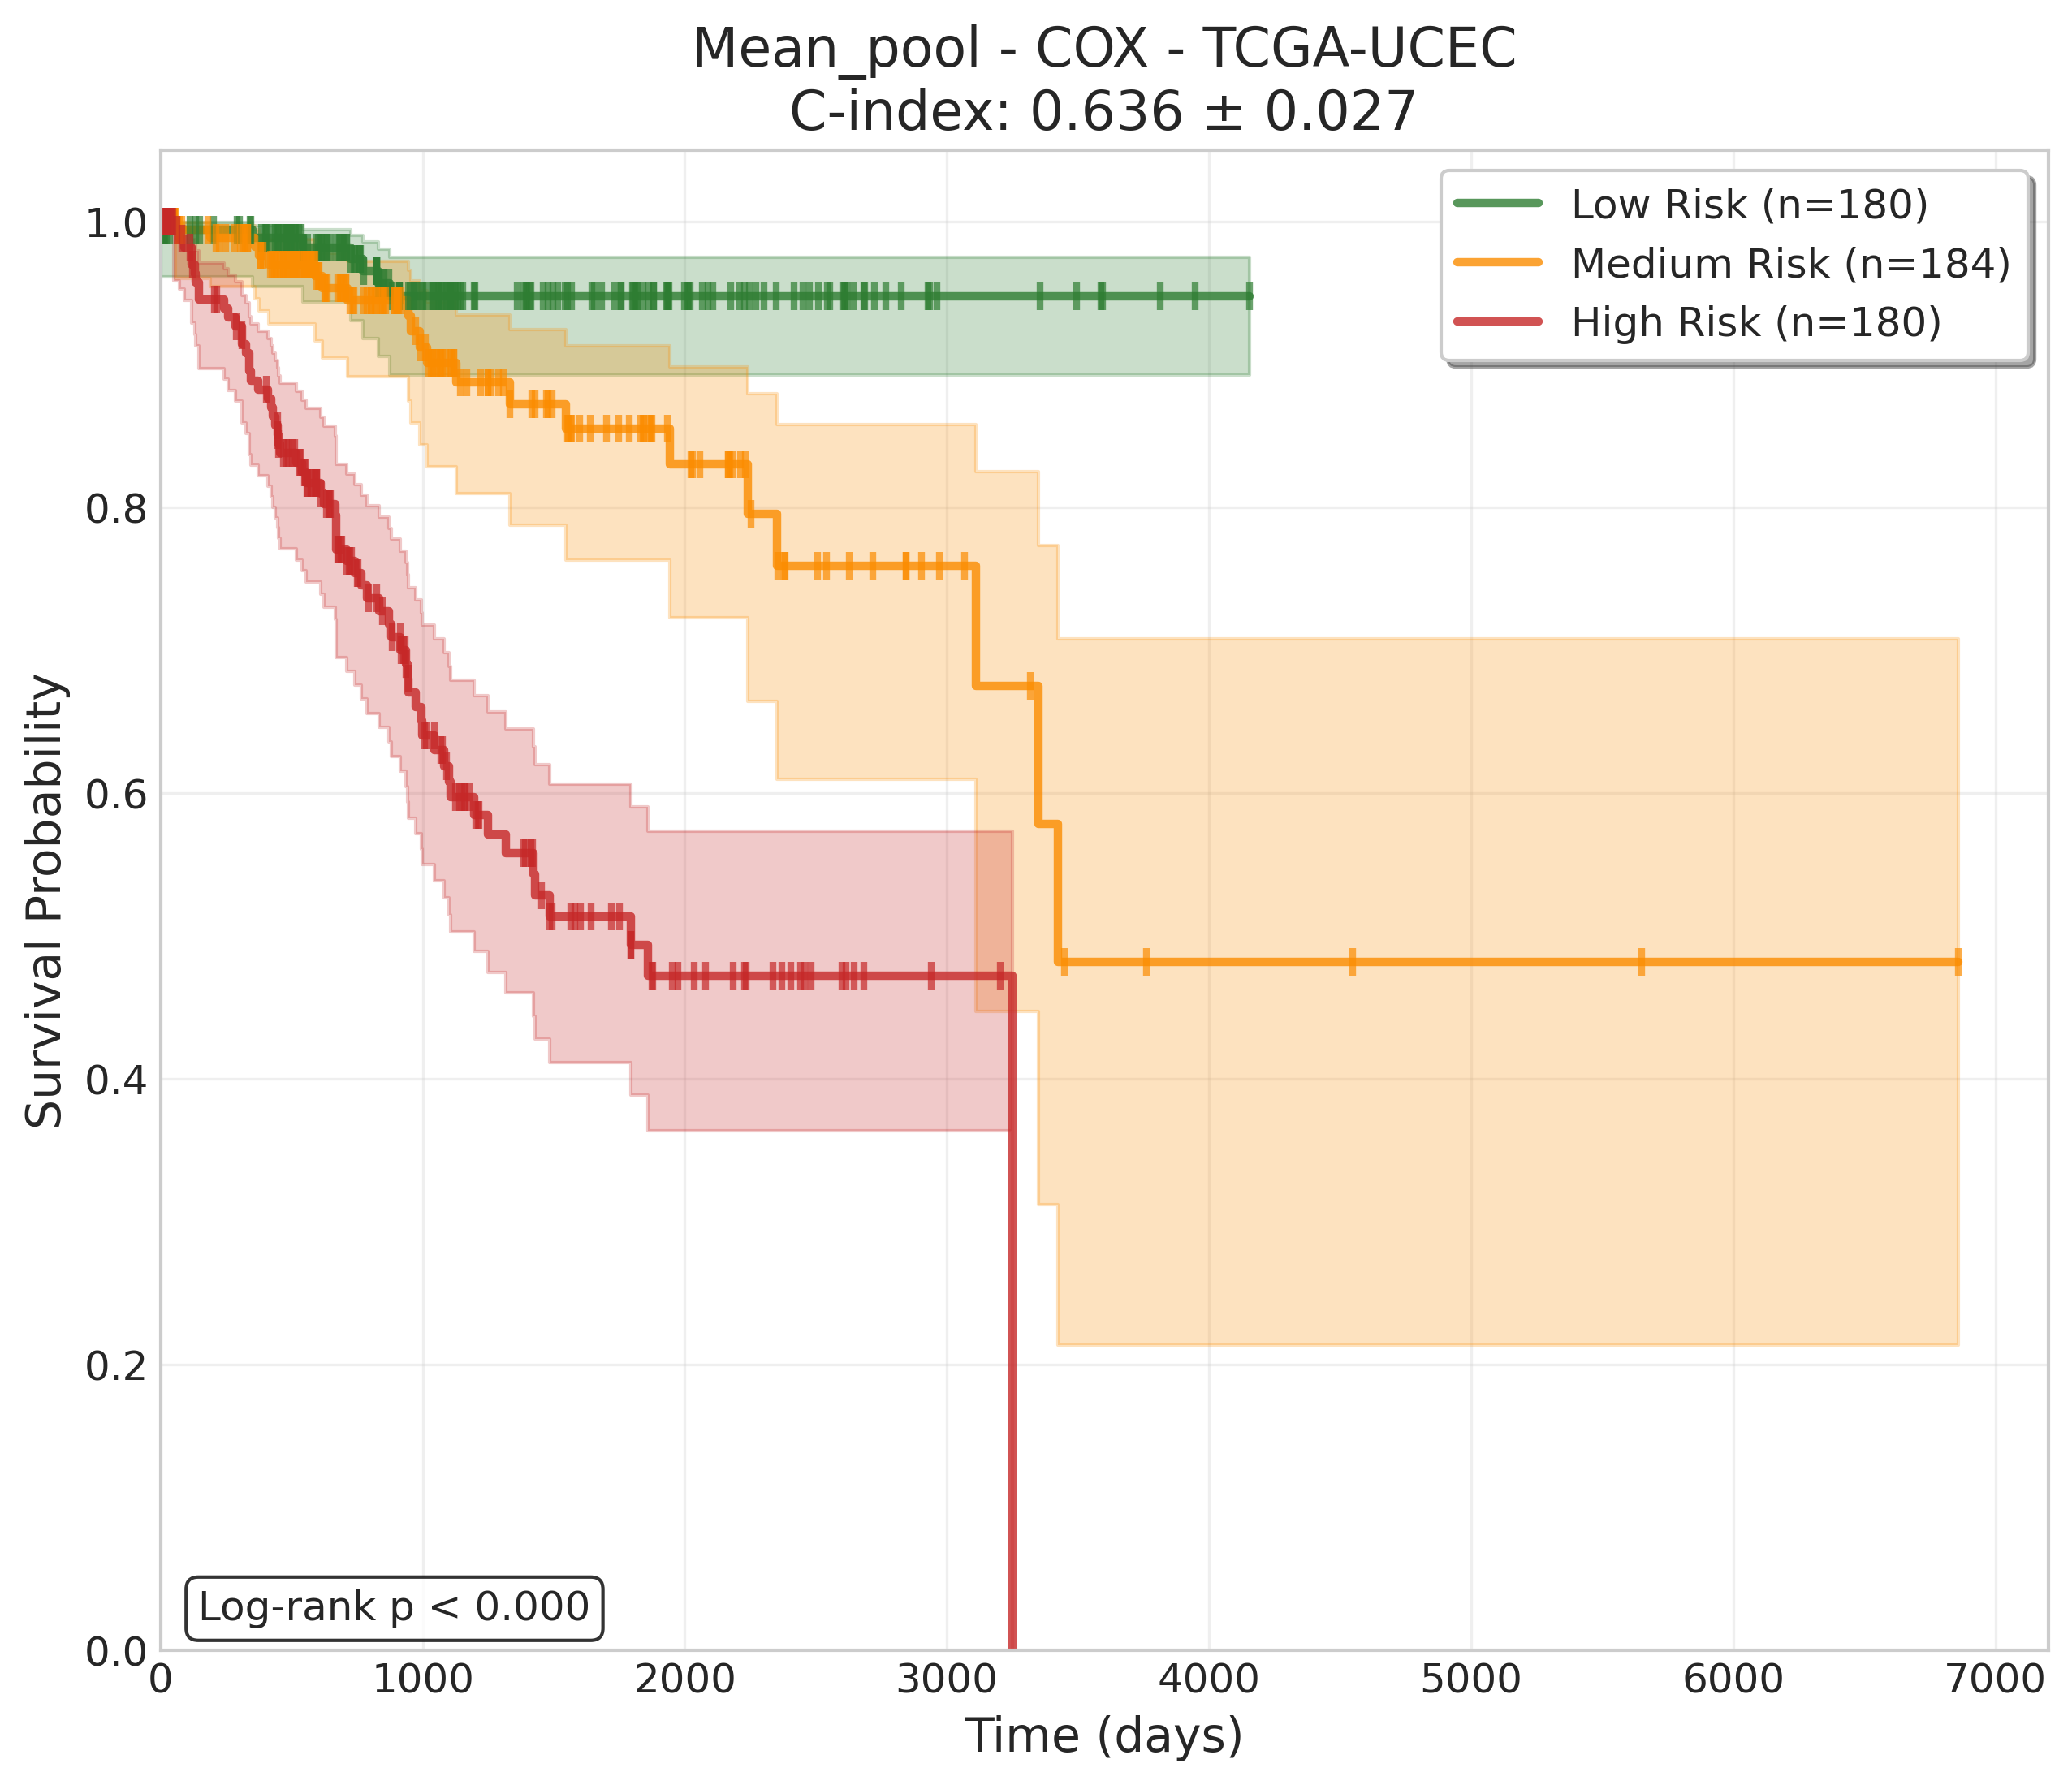 Mean_pool - COX - TCGA-UCEC
C-index: 0.636 ± 0.027
Low Risk (n=180)
Medium Risk (n=184)
High Risk (n=180)
Survival Probability
1.0
0.8
0.6
0.4
0.2
0.0
Log-rank p < 0.000
0 1000 2000 3000 4000 5000 6000 7000
Time (days)